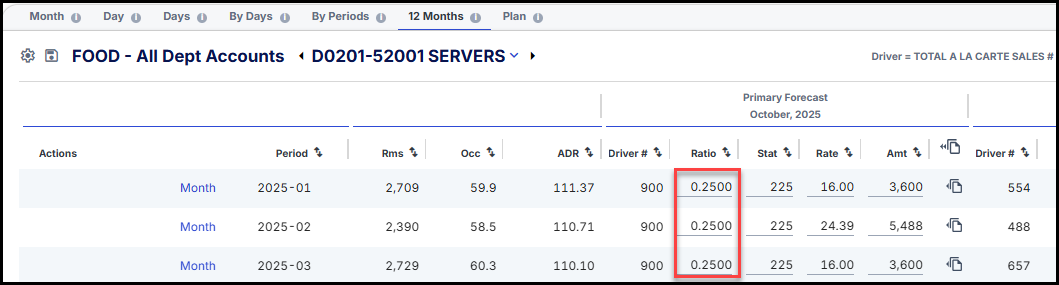 Month Day Days By Days By Periods 12 Months Plan
FOOD - All Dept Accounts D0201-52001 SERVERS Driver = TOTAL A LA CARTE SALES #
Primary Forecast
October, 2025
Actions Period Rms Occ ADR Driver # Ratio Stat Rate Amt Driver #
Month 2025-01 2,709 59.9 111.37 900 0.2500 225 16.00 3,600 554
Month 2025-02 2,390 58.5 110.71 900 0.2500 225 24.39 5,488 488
Month 2025-03 2,729 60.3 110.10 900 0.2500 225 16.00 3,600 657